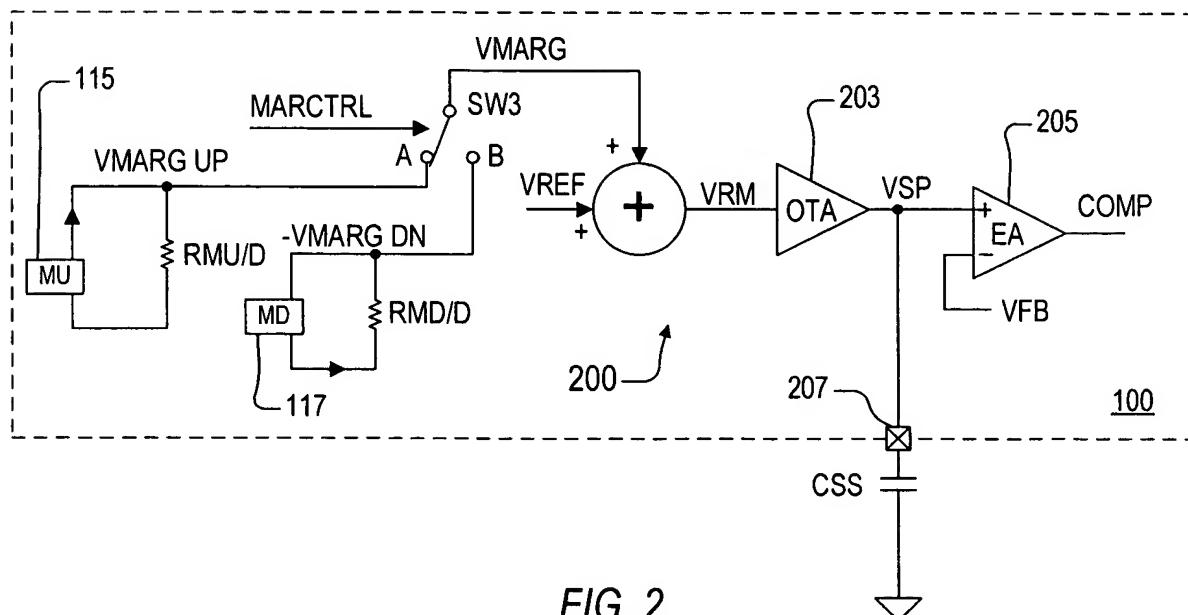 115
VMARG
203
MARCTRL
SW3
205
VMARG UP
A
B
+
VREF
+
+
VRM
OTA
VSP
+
EA
-
COMP
-VMARG DN
MU
RMU/D
MD
RMD/D
VFB
200
117
207
100
CSS
FIG. 2